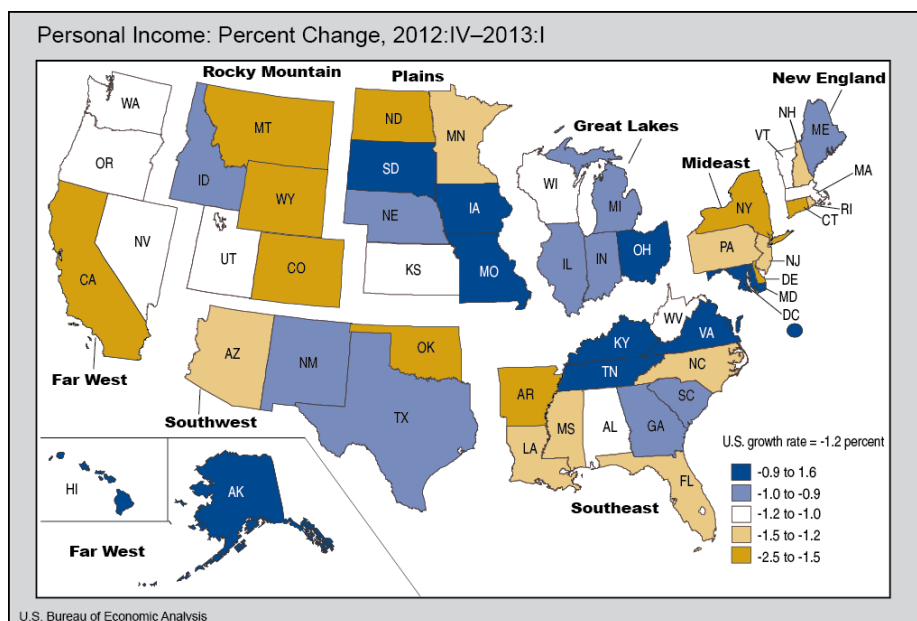 Personal Income: Percent Change, 2012:IV–2013:I
Rocky Mountain
Plains
New England
Great Lakes
Mideast
Far West
Southwest
Southeast
Far West
WA
OR
CA
NV
ID
MT
WY
UT
CO
ND
SD
NE
KS
MN
IA
MO
WI
MI
IL
IN
OH
NH
VT
ME
MA
RI
CT
NY
PA
NJ
DE
MD
DC
AZ
NM
OK
TX
AR
LA
MS
AL
GA
FL
SC
NC
TN
KY
WV
VA
HI
AK
U.S. growth rate = -1.2 percent
-0.9 to 1.6
-1.0 to -0.9
-1.2 to -1.0
-1.5 to -1.2
-2.5 to -1.5
U.S. Bureau of Economic Analysis